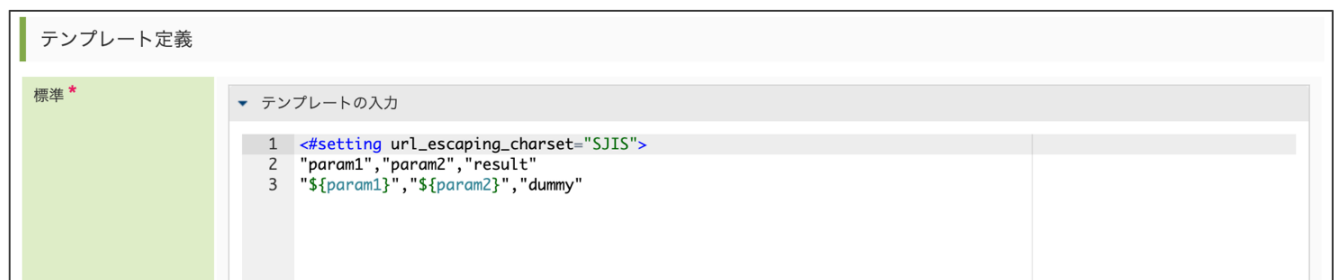 テンプレート定義
標準 *
テンプレートの入力
1 <#setting url_escaping_charset="SJIS">
2 "param1","param2","result"
3 "${param1}","${param2}","dummy"